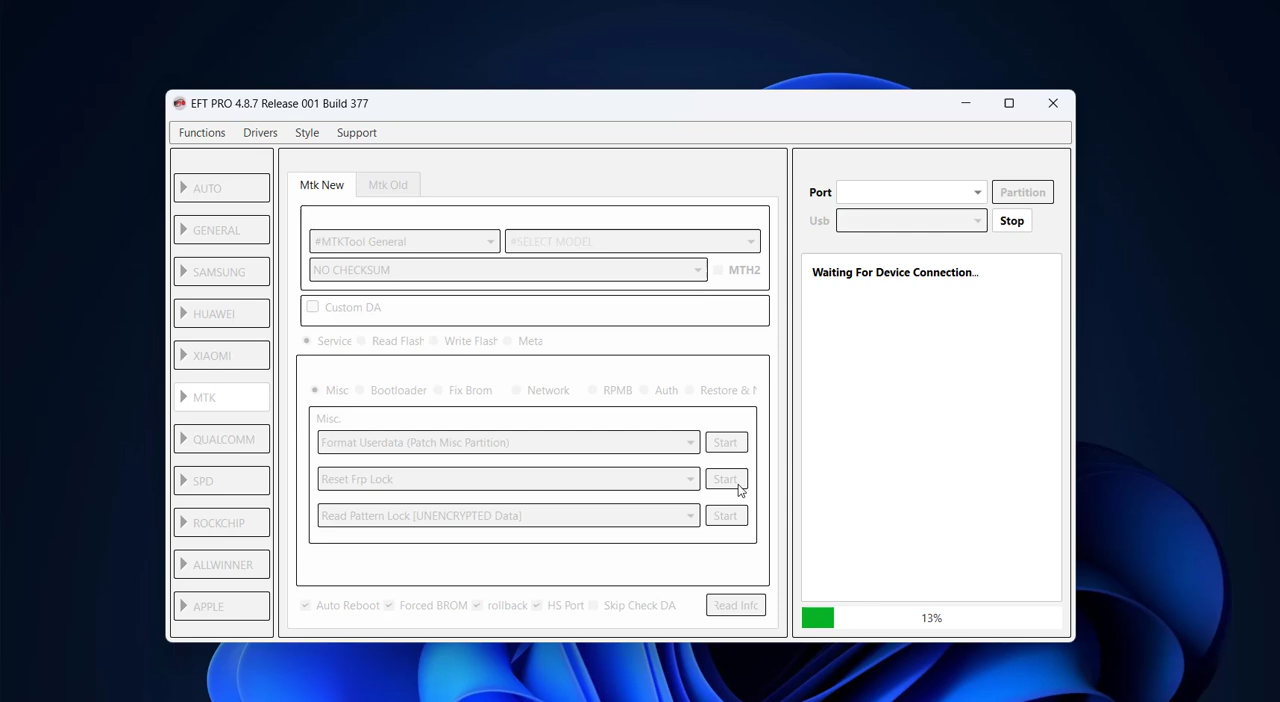 EFT PRO 4.8.7 Release 001 Build 377
Functions Drivers Style Support
AUTO
GENERAL
SAMSUNG
HUAWEI
XIAOMI
MTK
QUALCOMM
SPD
ROCKCHIP
ALLWINNER
APPLE
Mtk New Mtk Old
#MTKTool General #SELECT MODEL
NO CHECKSUM MTH2
Custom DA
Service Read Flash Write Flash Meta
Misc Bootloader Fix Brom Network RPMB Auth Restore &
Misc.
Format Userdata (Patch Misc Partition) Start
Reset Frp Lock Start
Read Pattern Lock [UNENCRYPTED Data] Start
Auto Reboot Forced BROM rollback HS Port Skip Check DA Read Info
Port Partition
Usb Stop
Waiting For Device Connection...
13%